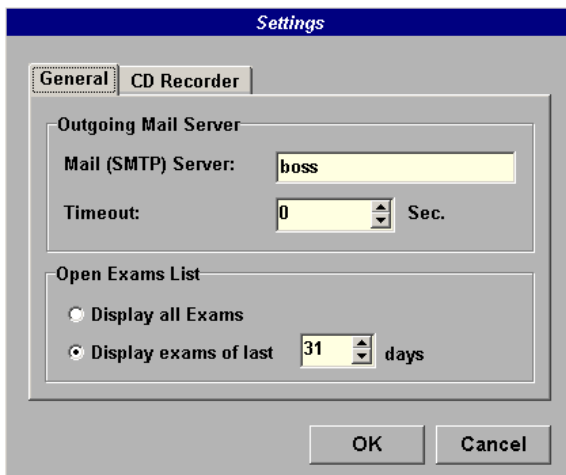 Settings
General CD Recorder
Outgoing Mail Server
Mail (SMTP) Server: boss
Timeout: 0 Sec.
Open Exams List
Display all Exams
Display exams of last 31 days
OK Cancel